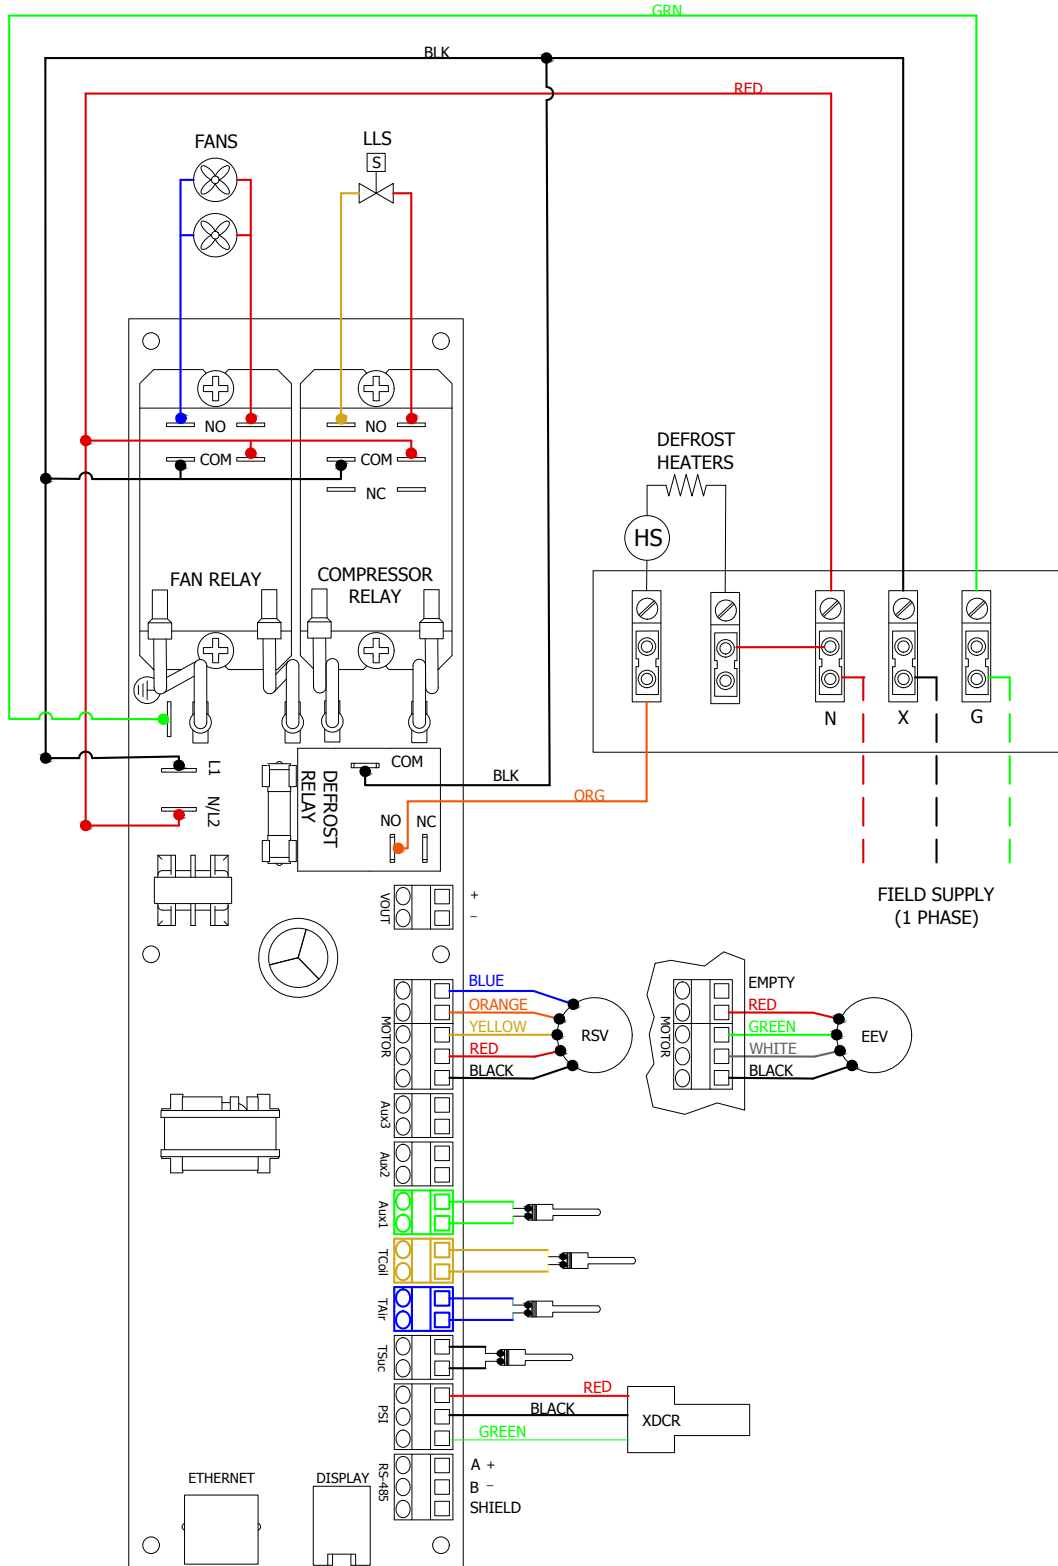 GRN
BLK
RED
FANS
LLS
S
NO
NO
COM
COM
NC
DEFROST
HEATERS
HS
FAN RELAY
COMPRESSOR
RELAY
N
X
G
L1
N/L2
DEFROST
RELAY
COM
BLK
NO
NC
ORG
FIELD SUPPLY
(1 PHASE)
VOUT
+
−
MOTOR
BLUE
ORANGE
YELLOW
RED
BLACK
RSV
MOTOR
EMPTY
RED
GREEN
WHITE
BLACK
EEV
Aux3
Aux2
Aux1
TCoil
TAir
TSuc
PSI
RED
BLACK
GREEN
XDCR
RS-485
A +
B −
SHIELD
ETHERNET
DISPLAY